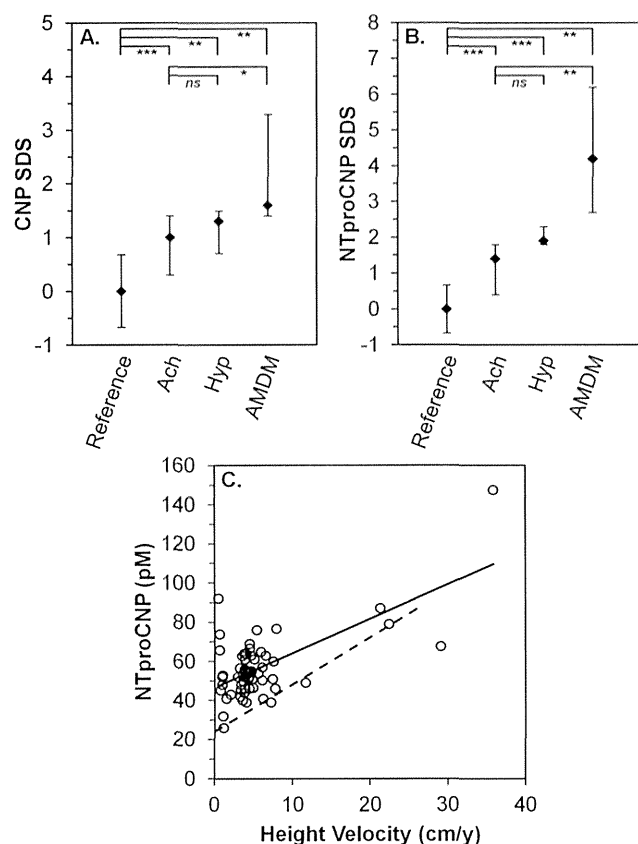 A.
**
**
***
*
ns
5
4
3
2
1
0
-1
CNP SDS
Reference
Ach
Hyp
AMDM
B.
**
***
***
**
ns
8
7
6
5
4
3
2
1
0
-1
NTproCNP SDS
Reference
Ach
Hyp
AMDM
C.
160
140
120
100
80
60
40
20
0
NTproCNP (pM)
0 10 20 30 40
Height Velocity (cm/y)